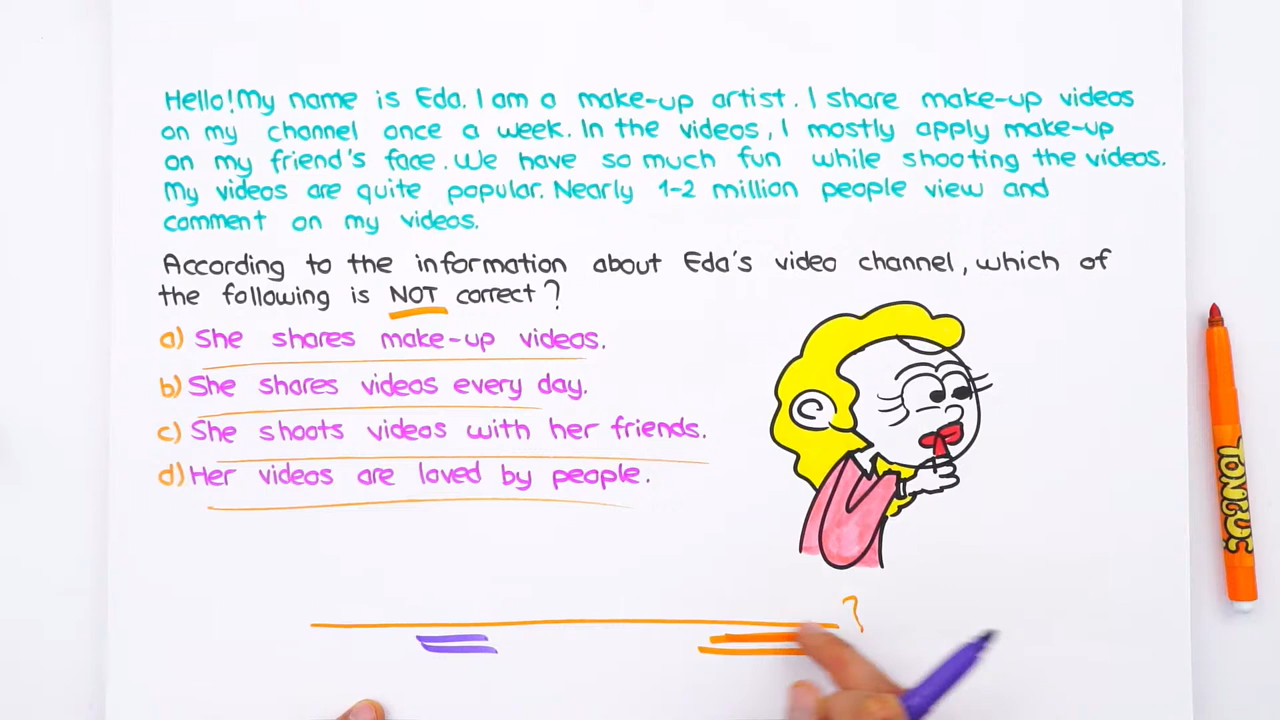 Hello! My name is Eda. I am a make-up artist. I share make-up videos
on my channel once a week. In the videos, I mostly apply make-up
on my friend's face. We have so much fun while shooting the videos.
My videos are quite popular. Nearly 1-2 million people view and
comment on my videos.
According to the information about Eda's video channel, which of
the following is NOT correct?
a) She shares make-up videos.
b) She shares videos every day.
c) She shoots videos with her friends.
d) Her videos are loved by people.
?
TONGUÇ